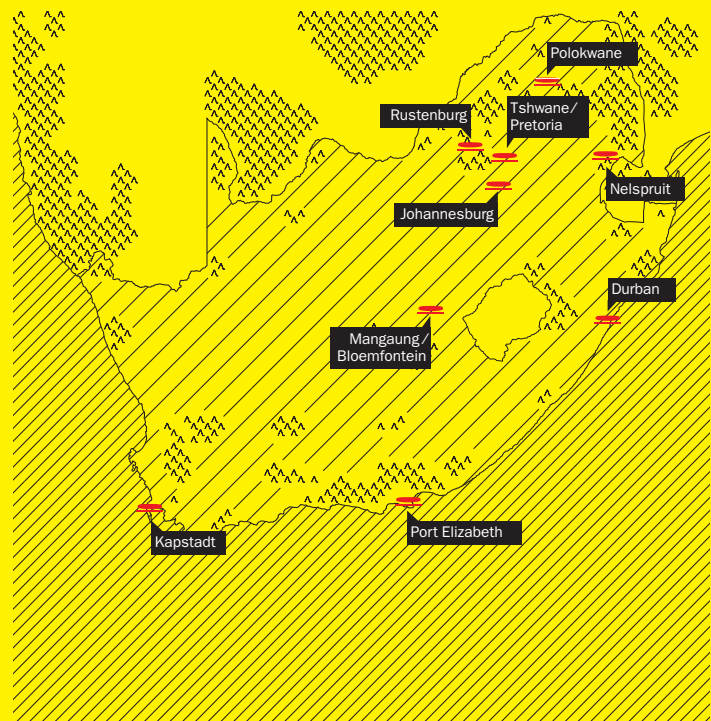 Polokwane
Rustenburg
Tshwane/
Pretoria
Nelspruit
Johannesburg
Durban
Mangaung/
Bloemfontein
Port Elizabeth
Kapstadt